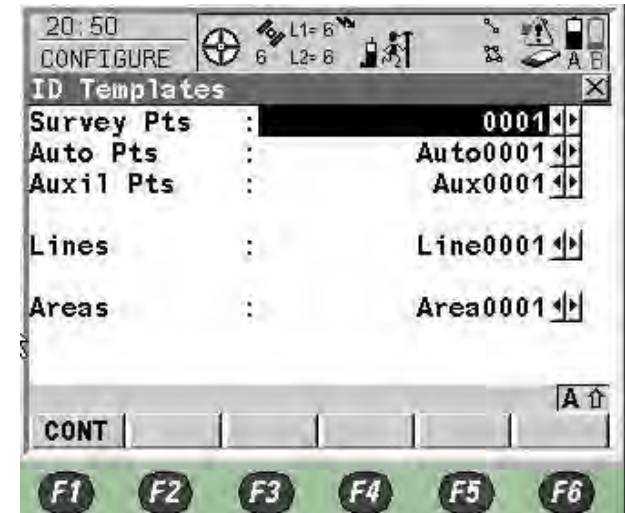 20:50
CONFIGURE
6 L1= 6
L2= 6
A B
ID Templates
Survey Pts : 0001
Auto Pts : Auto0001
Auxil Pts : Aux0001
Lines : Line0001
Areas : Area0001
A
CONT
F1 F2 F3 F4 F5 F6